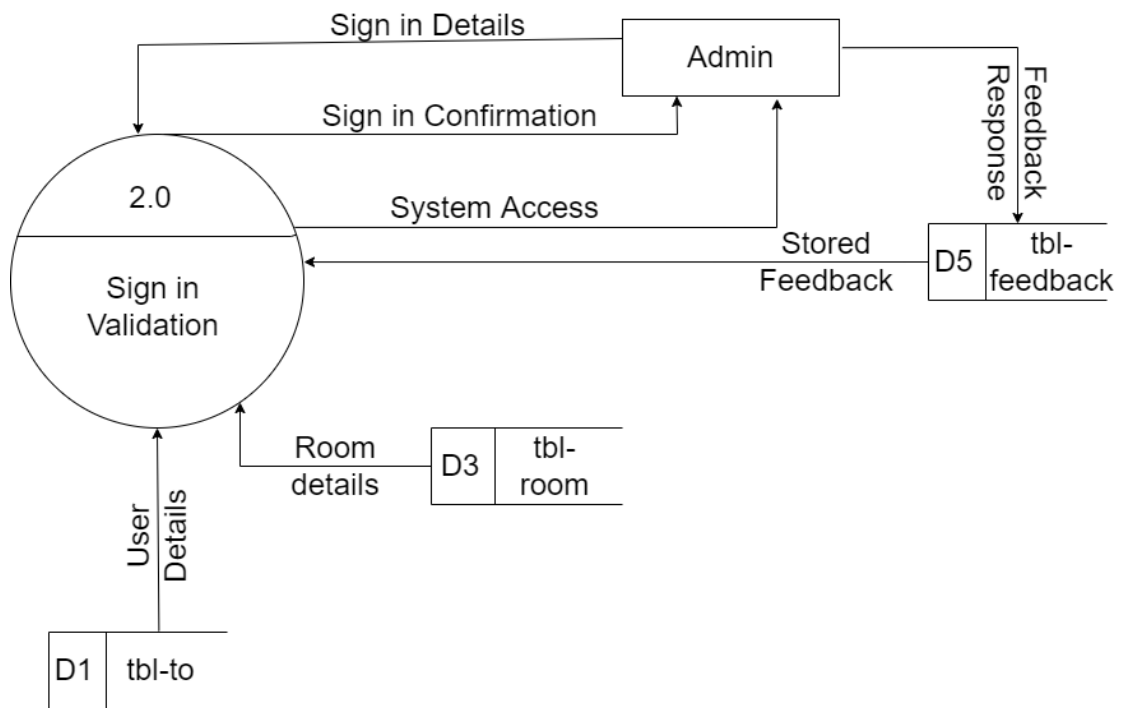 Sign in Details
Admin
Feedback
Response
Sign in Confirmation
2.0
System Access
Sign in
Validation
Stored
Feedback
D5
tbl-
feedback
Room
details
D3
tbl-
room
User
Details
D1
tbl-to